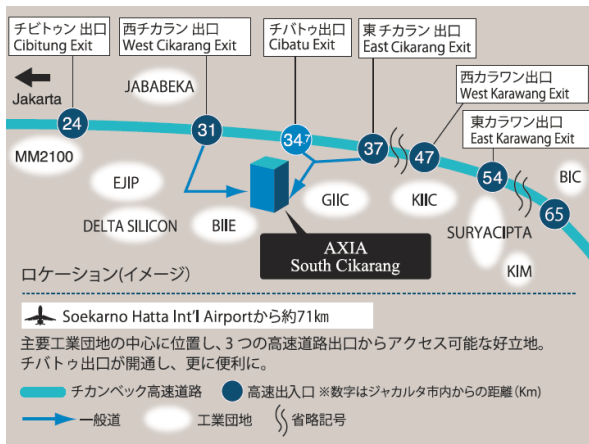 チビトゥン 出口
Cibitung Exit
西チカラン 出口
West Cikarang Exit
チバトゥ出口
Cibatu Exit
東 チカラン 出口
East Cikarang Exit
西カラワン出口
West Karawang Exit
東カラワン出口
East Karawang Exit
Jakarta
JABABEKA
24
31
34.7
37
47
54
65
MM2100
EJIP
DELTA SILICON
BIIE
GIIC
KIIC
BIC
SURYACIPTA
KIM
AXIA
South Cikarang
ロケーション(イメージ)
Soekarno Hatta Int'l Airportから約71㎞
主要工業団地の中心に位置し、3つの高速道路出口からアクセス可能な好立地。
チバトゥ出口が開通し、更に便利に。
チカンペック高速道路 高速出入口 ※数字はジャカルタ市内からの距離(Km)
一般道 工業団地 省略記号